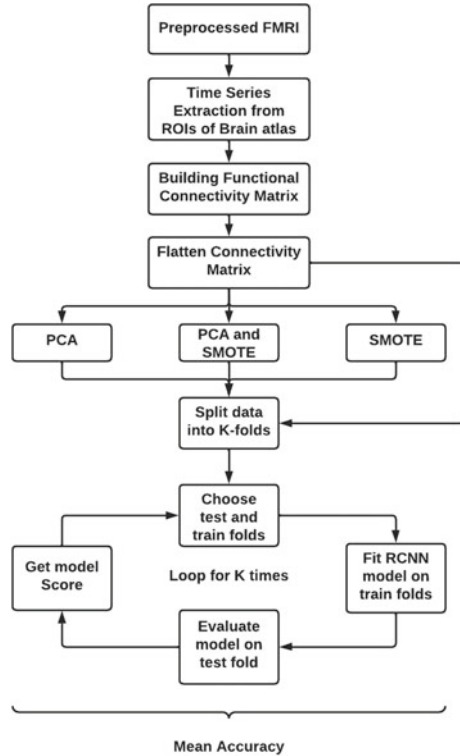 Preprocessed FMRI
Time Series
Extraction from
ROIs of Brain atlas
Building Functional
Connectivity Matrix
Flatten Connectivity
Matrix
PCA
PCA and
SMOTE
SMOTE
Split data
into K-folds
Choose
test and
train folds
Get model
Score
Loop for K times
Fit RCNN
model on
train folds
Evaluate
model on
test fold
Mean Accuracy